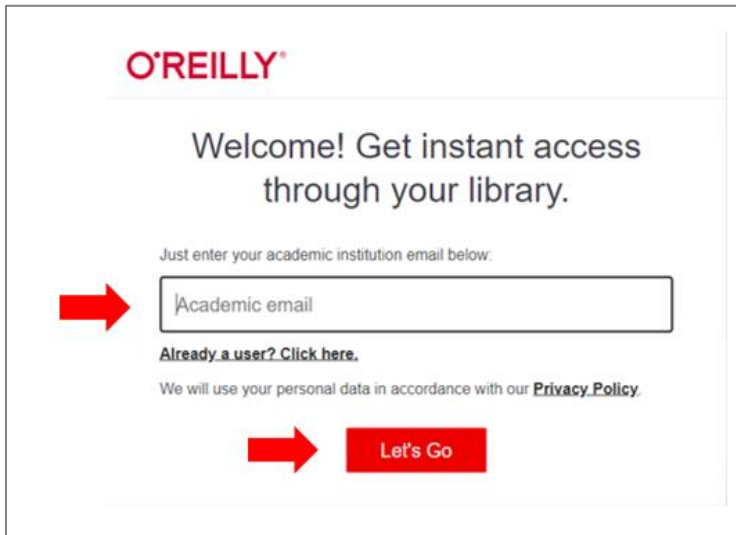 O'REILLY®
Welcome! Get instant access
through your library.
Just enter your academic institution email below:
Academic email
Already a user? Click here.
We will use your personal data in accordance with our Privacy Policy.
Let's Go